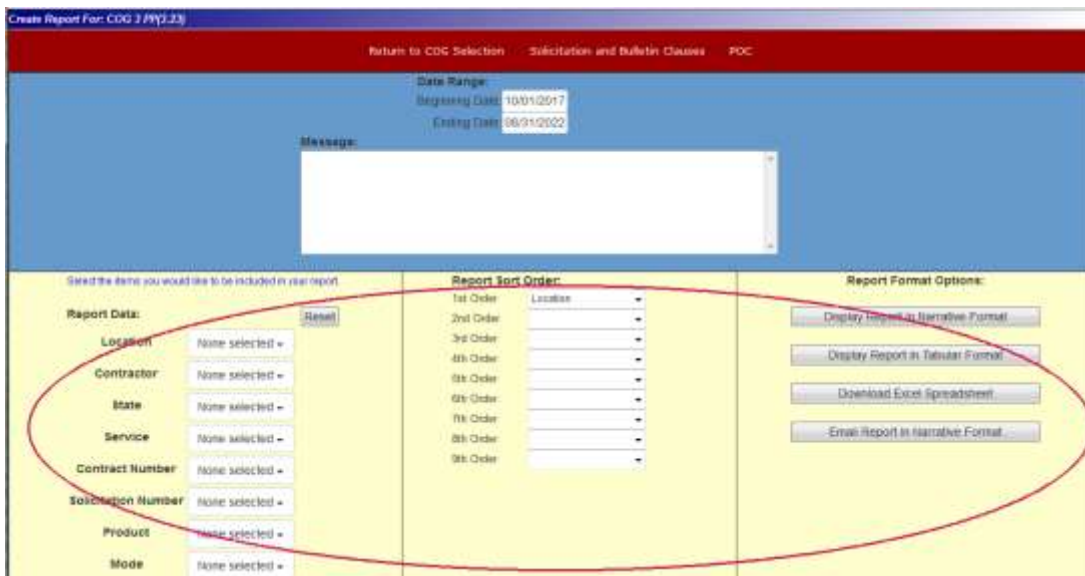 Create Report For: COG 3 PP(3.23)
Return to COG Selection Solicitation and Bulletin Clauses POC
Date Range:
Beginning Date: 10/01/2017
Ending Date: 08/31/2022
Message:
Select the items you would like to be included in your report.
Report Data: Reset
Location None selected
Contractor None selected
State None selected
Service None selected
Contract Number None selected
Solicitation Number None selected
Product None selected
Mode None selected
Report Sort Order:
1st Order Location
2nd Order
3rd Order
4th Order
5th Order
6th Order
7th Order
8th Order
9th Order
Report Format Options:
Display Report in Narrative Format
Display Report in Tabular Format
Download Excel Spreadsheet
Email Report in Narrative Format